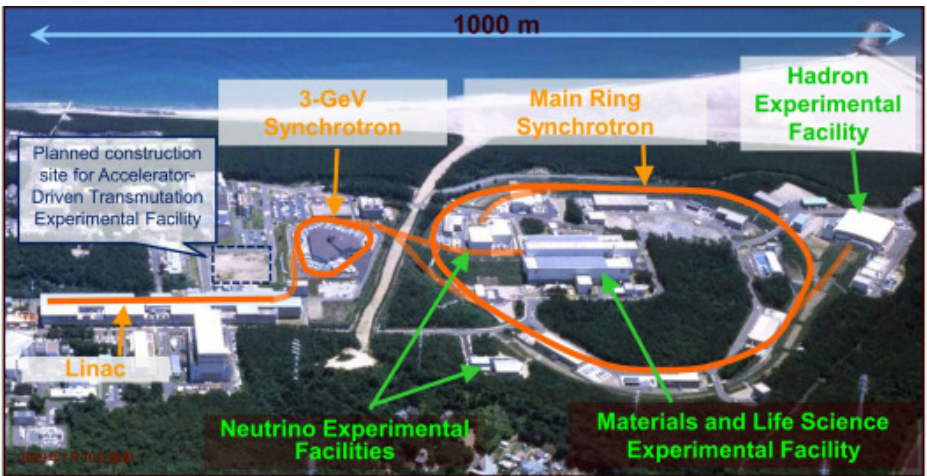 1000 m
3-GeV
Synchrotron
Main Ring
Synchrotron
Hadron
Experimental
Facility
Planned construction
site for Accelerator-
Driven Transmutation
Experimental Facility
Linac
Neutrino Experimental
Facilities
Materials and Life Science
Experimental Facility